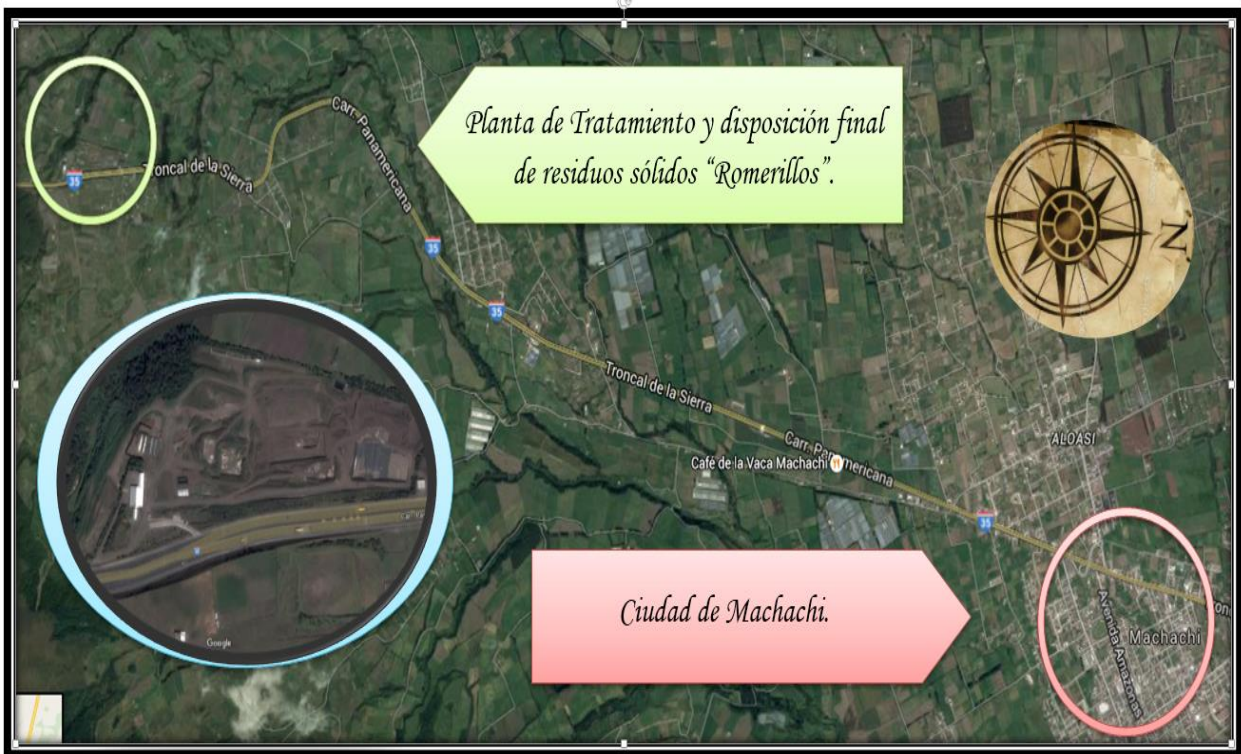 Planta de Tratamiento y disposición final
de residuos sólidos “Romerillos”.
Carr. Panamericana
Troncal de la Sierra
35
35
35
Troncal de la Sierra
N
ALOASI
Carr. Panamericana
Café de la Vaca Machachi
35
Ciudad de Machachi.
Avenida Amazonas
Machachi
Google